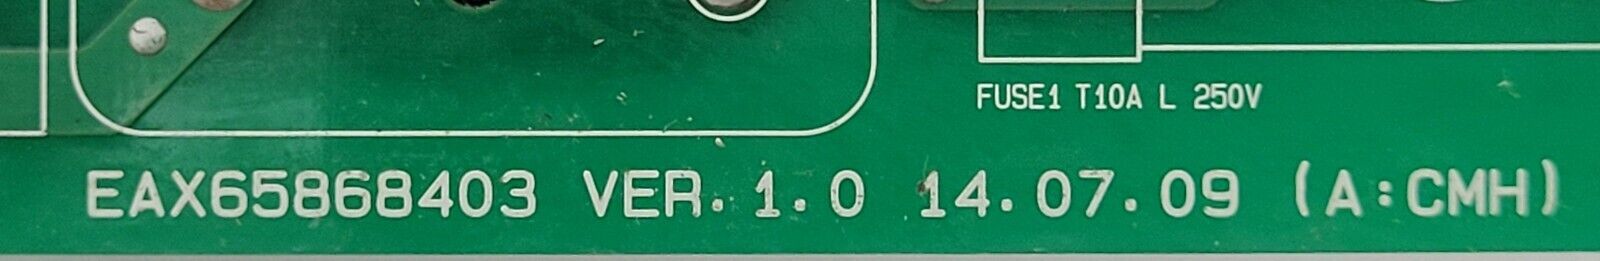 FUSE1 T10A L 250V
EAX65868403 VER.1.0 14.07.09 (A:CMH)